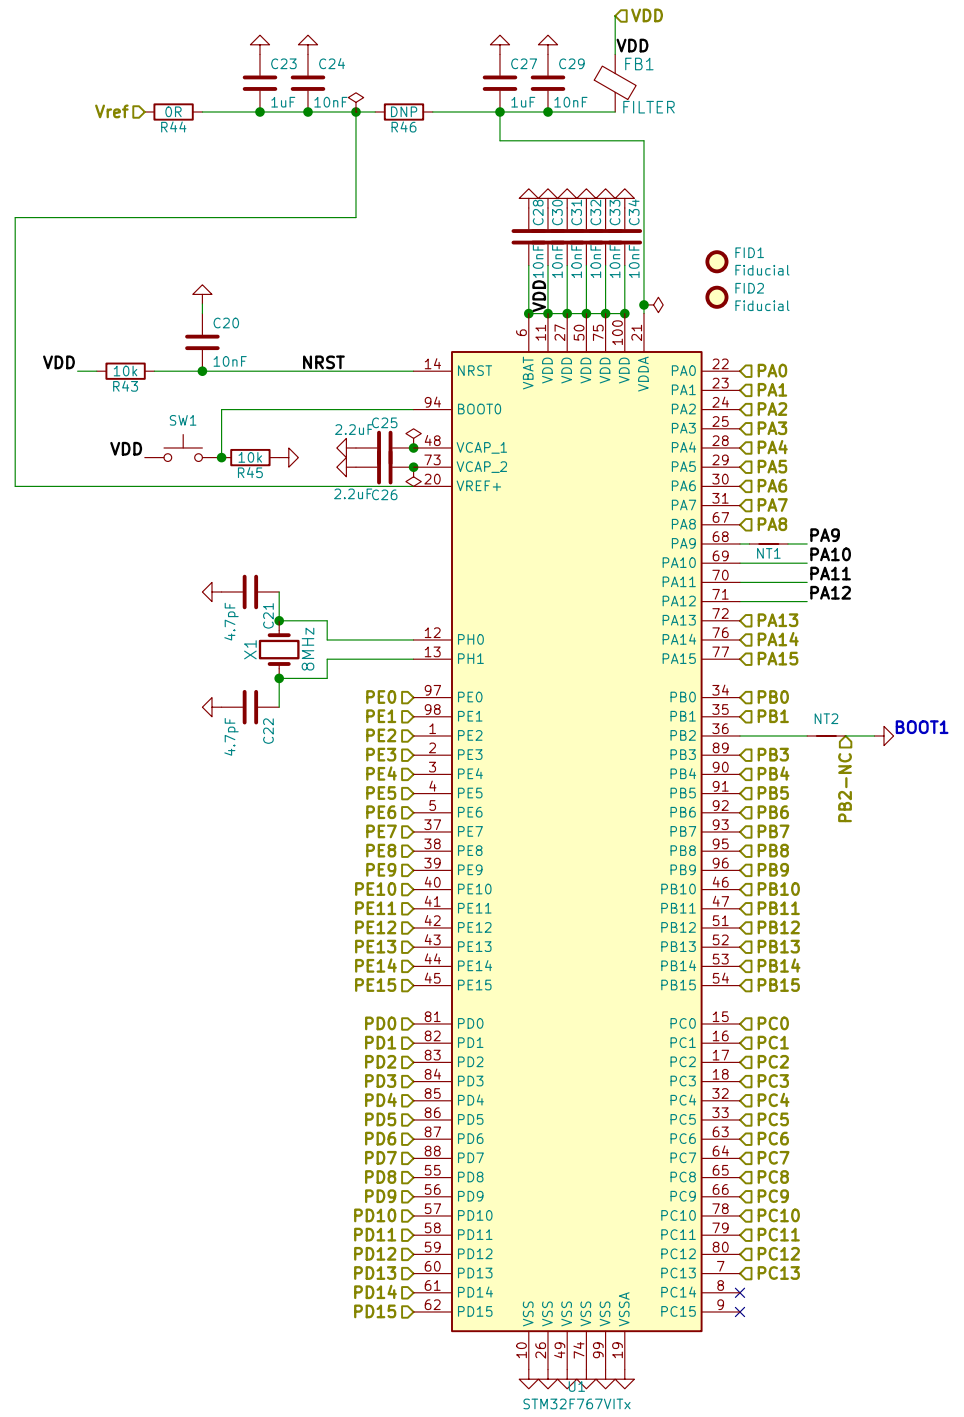 VDD
VDD
FB1
FILTER
C23
1uF
C24
10nF
C27
1uF
C29
10nF
Vref
0R
R44
DNP
R46
C28
C30
C31
C32
C33
C34
10nF
10nF
10nF
10nF
10nF
10nF
VDD
FID1
Fiducial
FID2
Fiducial
6
11
27
50
75
100
21
VBAT
VDD
VDD
VDD
VDD
VDD
VDDA
C20
10nF
VDD
10k
R43
NRST
14 NRST
94 BOOT0
SW1
VDD
10k
R45
C25
2.2uF
48 VCAP_1
73 VCAP_2
20 VREF+
2.2uF
C26
C21
4.7pF
X1
8MHz
C22
4.7pF
12 PH0
13 PH1
PE0 97 PE0
PE1 98 PE1
PE2 1 PE2
PE3 2 PE3
PE4 3 PE4
PE5 4 PE5
PE6 5 PE6
PE7 37 PE7
PE8 38 PE8
PE9 39 PE9
PE10 40 PE10
PE11 41 PE11
PE12 42 PE12
PE13 43 PE13
PE14 44 PE14
PE15 45 PE15
PD0 81 PD0
PD1 82 PD1
PD2 83 PD2
PD3 84 PD3
PD4 85 PD4
PD5 86 PD5
PD6 87 PD6
PD7 88 PD7
PD8 55 PD8
PD9 56 PD9
PD10 57 PD10
PD11 58 PD11
PD12 59 PD12
PD13 60 PD13
PD14 61 PD14
PD15 62 PD15
PA0 22 PA0
PA1 23 PA1
PA2 24 PA2
PA3 25 PA3
PA4 28 PA4
PA5 29 PA5
PA6 30 PA6
PA7 31 PA7
PA8 67 PA8
PA9 68 PA9
NT1
PA10 69 PA10
PA11 70 PA11
PA12 71 PA12
PA13 72 PA13
PA14 76 PA14
PA15 77 PA15
PB0 34 PB0
PB1 35 PB1
PB2 36
NT2
BOOT1
PB2-NC
PB3 89 PB3
PB4 90 PB4
PB5 91 PB5
PB6 92 PB6
PB7 93 PB7
PB8 95 PB8
PB9 96 PB9
PB10 46 PB10
PB11 47 PB11
PB12 51 PB12
PB13 52 PB13
PB14 53 PB14
PB15 54 PB15
PC0 15 PC0
PC1 16 PC1
PC2 17 PC2
PC3 18 PC3
PC4 32 PC4
PC5 33 PC5
PC6 63 PC6
PC7 64 PC7
PC8 65 PC8
PC9 66 PC9
PC10 78 PC10
PC11 79 PC11
PC12 80 PC12
PC13 7 PC13
PC14 8
PC15 9
VSS
VSS
VSS
VSS
VSS
VSSA
10
26
49
74
99
19
U1
STM32F767VITx